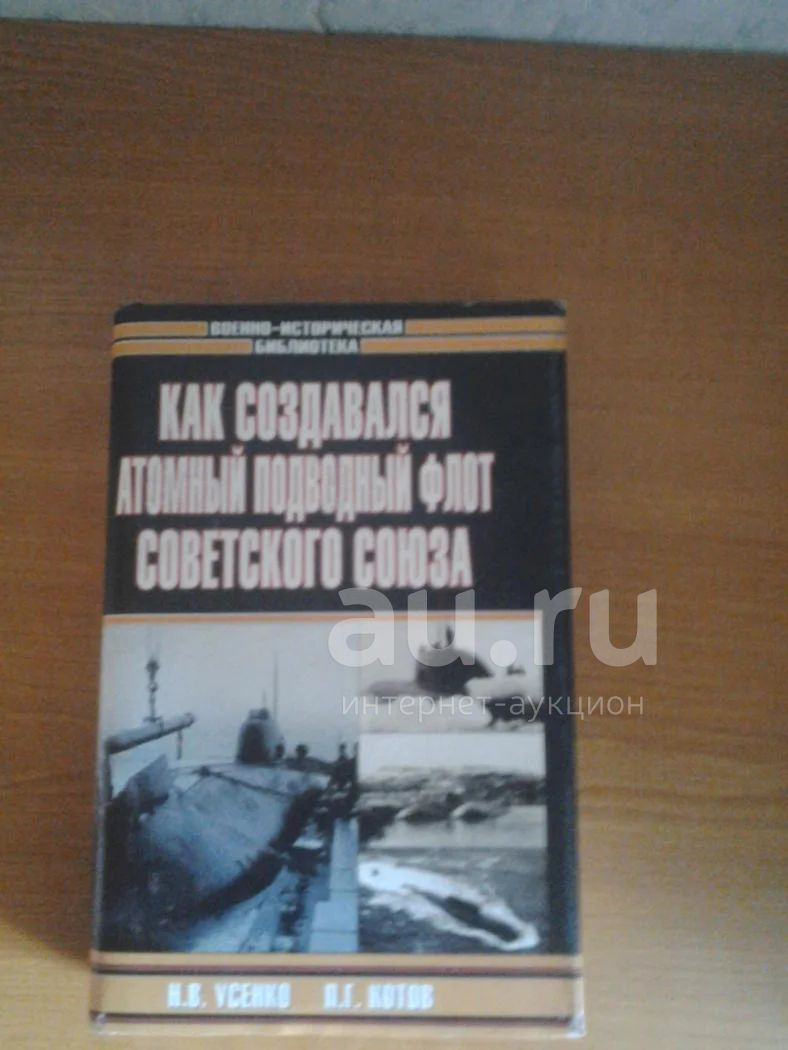 ВОЕННО-ИСТОРИЧЕСКАЯ
БИБЛИОТЕКА
КАК СОЗДАВАЛСЯ
АТОМНЫЙ ПОДВОДНЫЙ ФЛОТ
СОВЕТСКОГО СОЮЗА
au.ru
интернет-аукцион
Н.В. УСЕНКО П.Г. КОТОВ